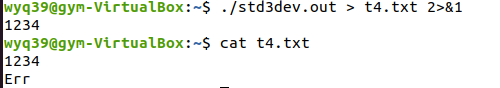 wyq39@gym-VirtualBox:~$ ./std3dev.out > t4.txt 2>&1
1234
wyq39@gym-VirtualBox:~$ cat t4.txt
1234
Err